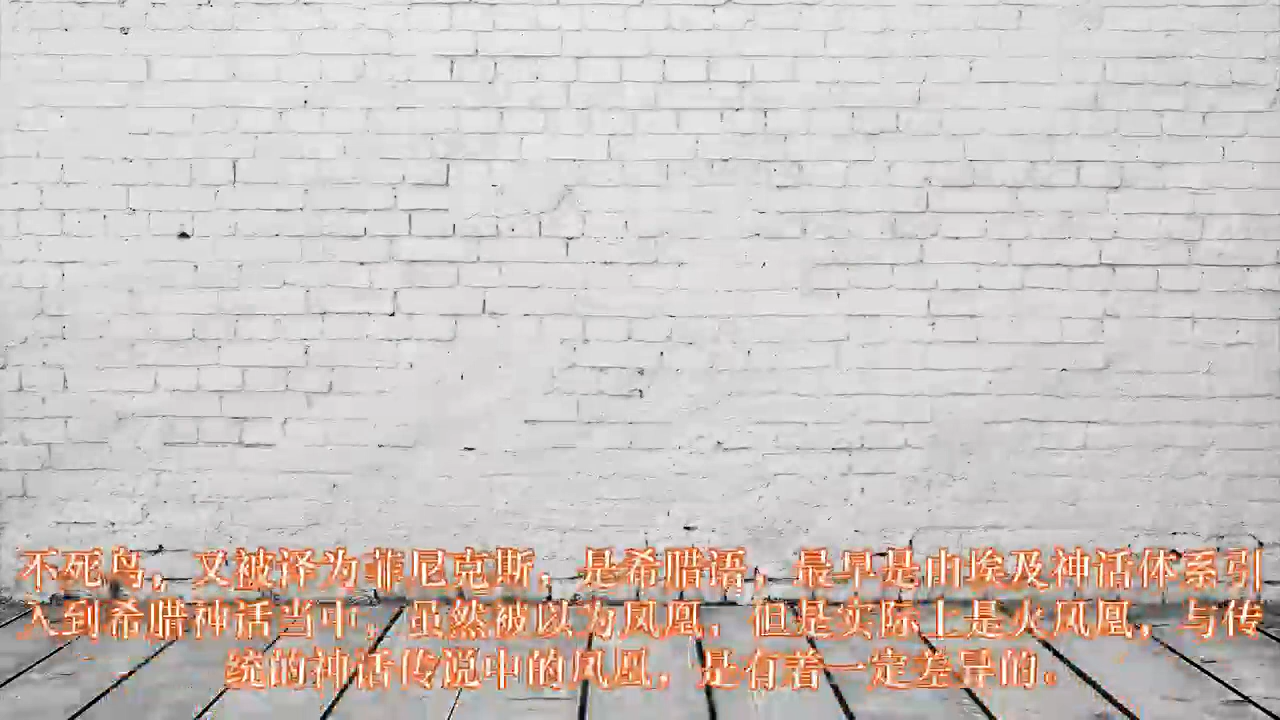 不死鸟，又被译为菲尼克斯，是希腊语，最早是由埃及神话体系引
入到希腊神话当中，虽然被以为凤凰，但是实际上是火凤凰，与传
统的神话传说中的凤凰，是有着一定差异的。